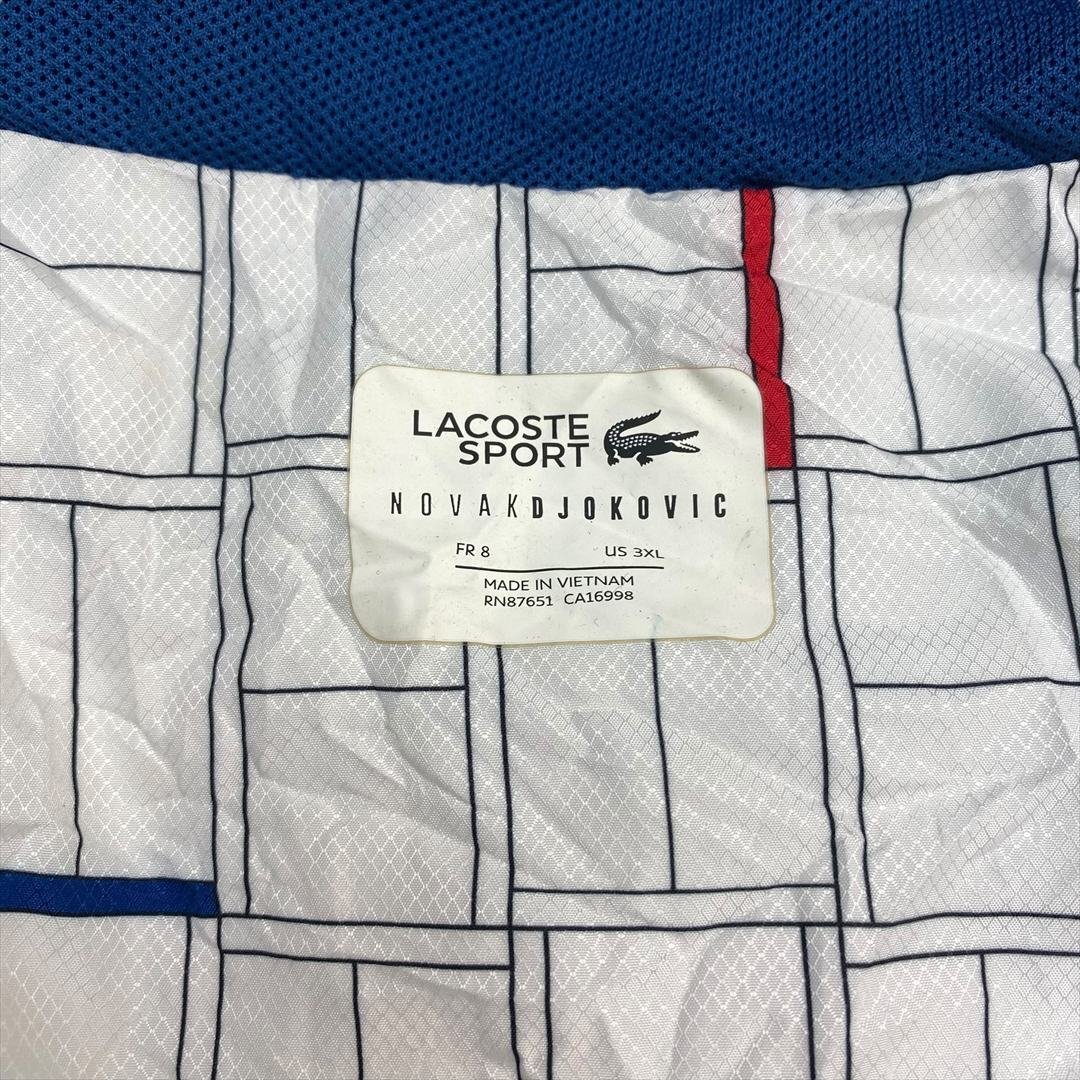 LACOSTE
SPORT
NOVAKDJOKOVIC
FR 8 US 3XL
MADE IN VIETNAM
RN87651 CA16998